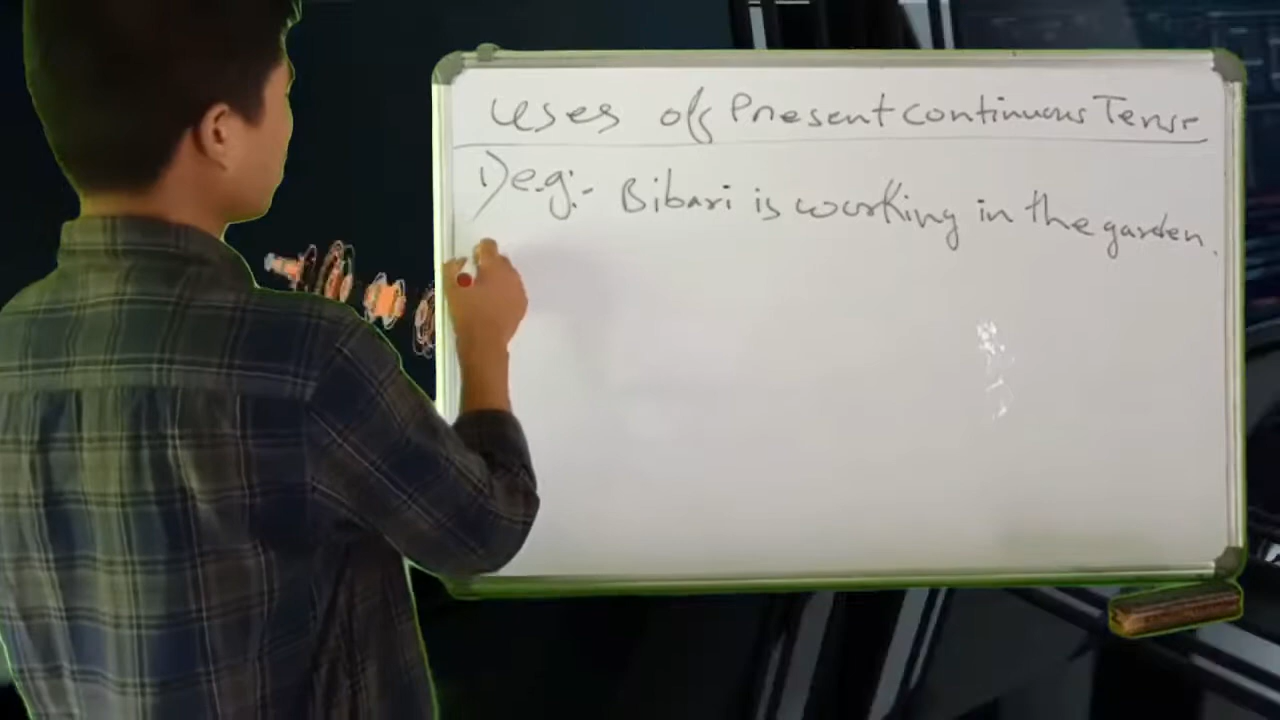 Uses of Present continuous Tense
1) e.g:- Bibari is working in the garden.